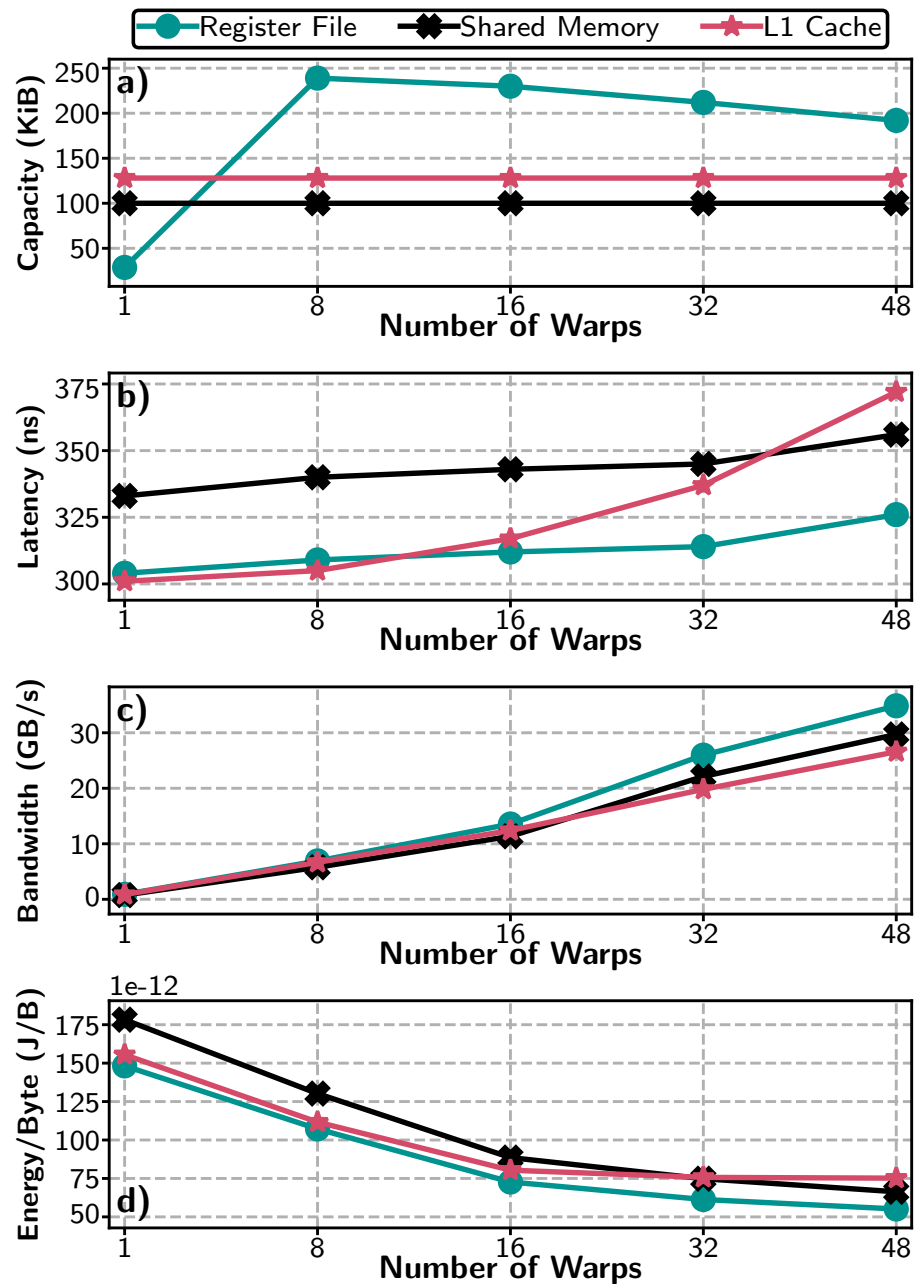 Register File Shared Memory L1 Cache
a)
Capacity (KiB)
250
200
150
100
50
1 8 16 32 48
Number of Warps
b)
Latency (ns)
375
350
325
300
1 8 16 32 48
Number of Warps
c)
Bandwidth (GB/s)
30
20
10
0
1 8 16 32 48
Number of Warps
1e-12
Energy/Byte (J/B)
175
150
125
100
75
50
d)
1 8 16 32 48
Number of Warps